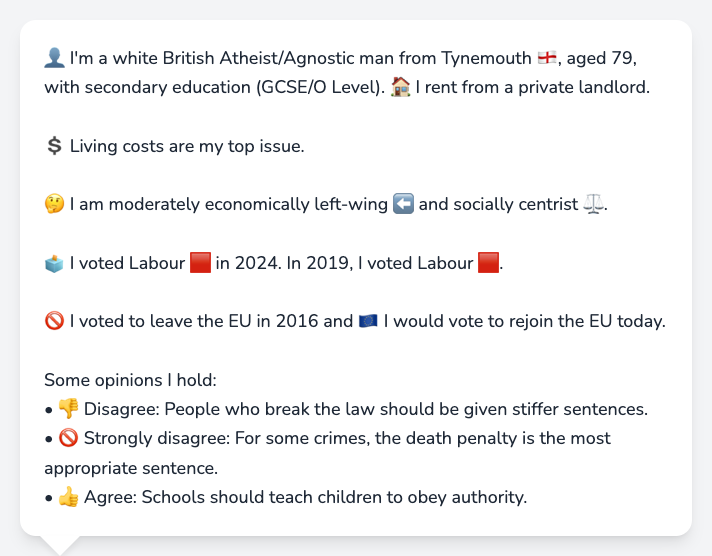 👤 I'm a white British Atheist/Agnostic man from Tynemouth 🏴󠁧󠁢󠁥󠁮󠁧󠁿, aged 79,
with secondary education (GCSE/O Level). 🏠 I rent from a private landlord.
💲 Living costs are my top issue.
🤔 I am moderately economically left-wing ⬅️ and socially centrist ⚖️.
🗳️ I voted Labour 🟥 in 2024. In 2019, I voted Labour 🟥.
🚫 I voted to leave the EU in 2016 and 🇪🇺 I would vote to rejoin the EU today.
Some opinions I hold:
• 👎 Disagree: People who break the law should be given stiffer sentences.
• 🚫 Strongly disagree: For some crimes, the death penalty is the most
appropriate sentence.
• 👍 Agree: Schools should teach children to obey authority.